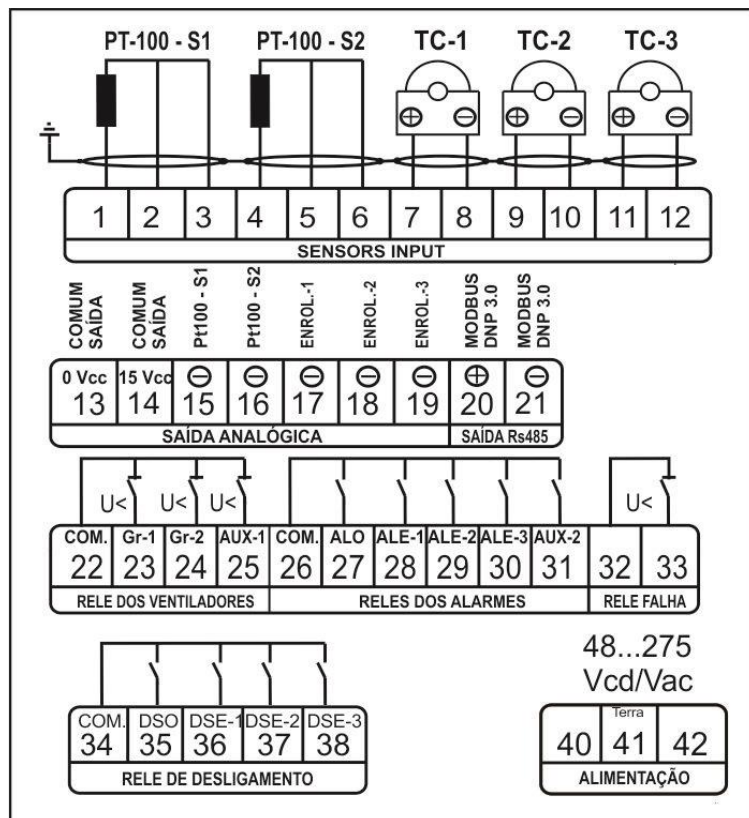 PT-100 - S1 PT-100 - S2 TC-1 TC-2 TC-3
1 2 3 4 5 6 7 8 9 10 11 12
SENSORS INPUT
COMUM SAÍDA
COMUM SAÍDA
Pt100 - S1
Pt100 - S2
ENROL.-1
ENROL.-2
ENROL.-3
MODBUS DNP 3.0
MODBUS DNP 3.0
0 Vcc 15 Vcc
13 14 15 16 17 18 19 20 21
SAÍDA ANALÓGICA SAÍDA Rs485
U< U< U< U<
COM. Gr-1 Gr-2 AUX-1 COM. ALO ALE-1 ALE-2 ALE-3 AUX-2
22 23 24 25 26 27 28 29 30 31 32 33
RELE DOS VENTILADORES RELES DOS ALARMES RELE FALHA
48...275
Vcd/Vac
COM. DSO DSE-1 DSE-2 DSE-3
34 35 36 37 38
RELE DE DESLIGAMENTO
Terra
40 41 42
ALIMENTAÇÃO